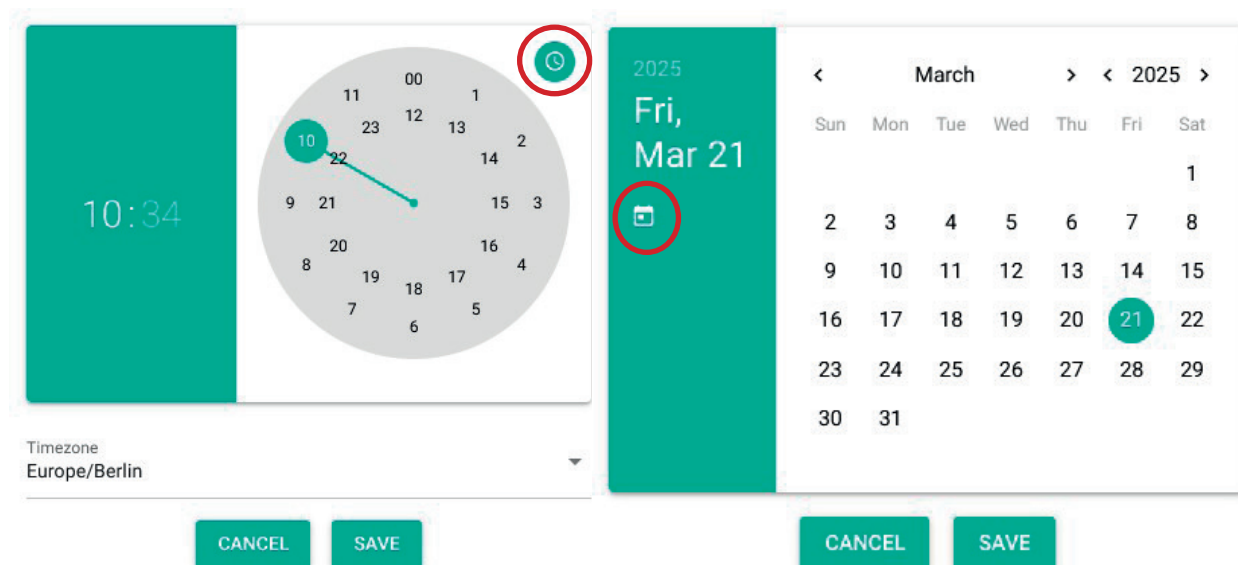 10:34
00
11 1
12
23 13
10 2
22 14
9 21 15 3
20 16
8 4
19 17
18
7 5
6
Timezone
Europe/Berlin
CANCEL SAVE
2025
Fri,
Mar 21
< March > < 2025 >
Sun Mon Tue Wed Thu Fri Sat
1
2 3 4 5 6 7 8
9 10 11 12 13 14 15
16 17 18 19 20 21 22
23 24 25 26 27 28 29
30 31
CANCEL SAVE